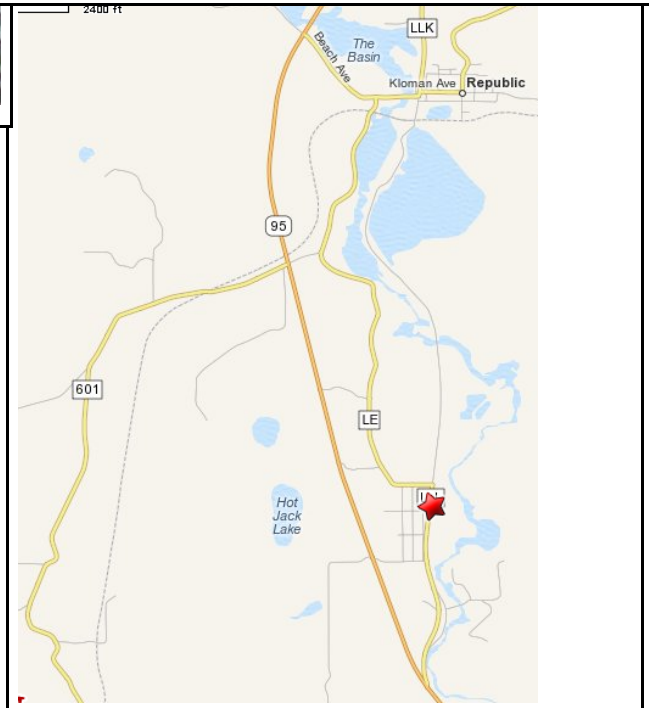 2400 ft
LLK
The
Basin
Beach Ave
Kloman Ave
Republic
95
601
LE
Hot
Jack
Lake